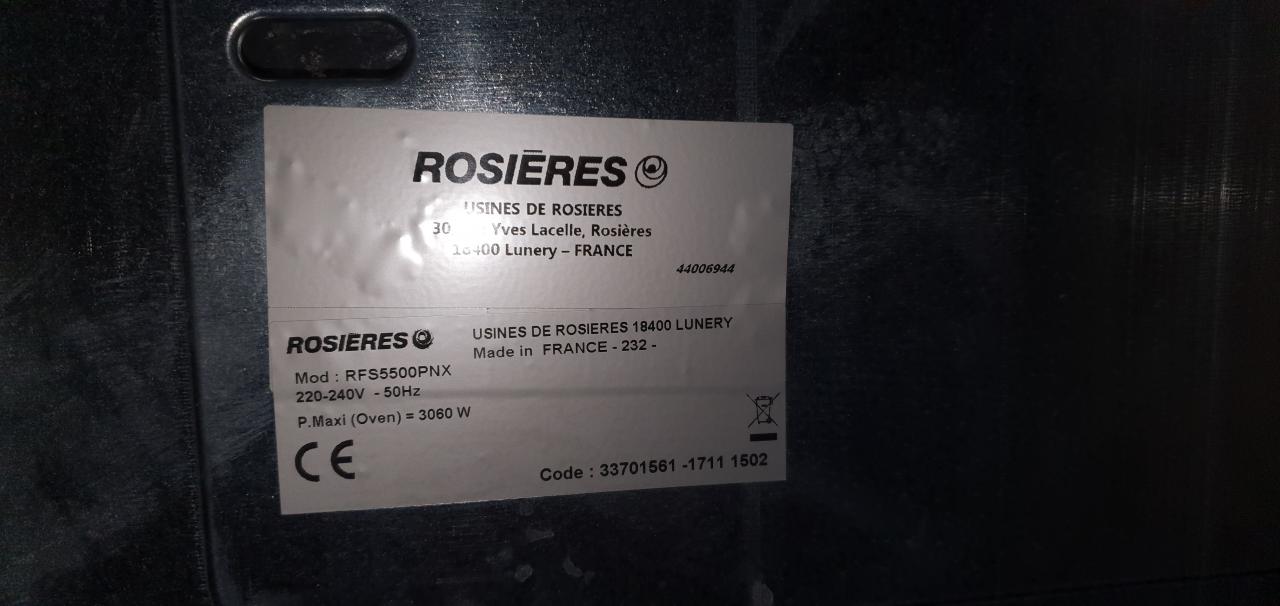 ROSIÈRES
USINES DE ROSIERES
30 Yves Lacelle, Rosières
18400 Lunery – FRANCE
44006944
ROSIÈRES
USINES DE ROSIERES 18400 LUNERY
Made in FRANCE - 232 -
Mod : RFS5500PNX
220-240V - 50Hz
P.Maxi (Oven) = 3060 W
CE
Code : 33701561 -1711 1502